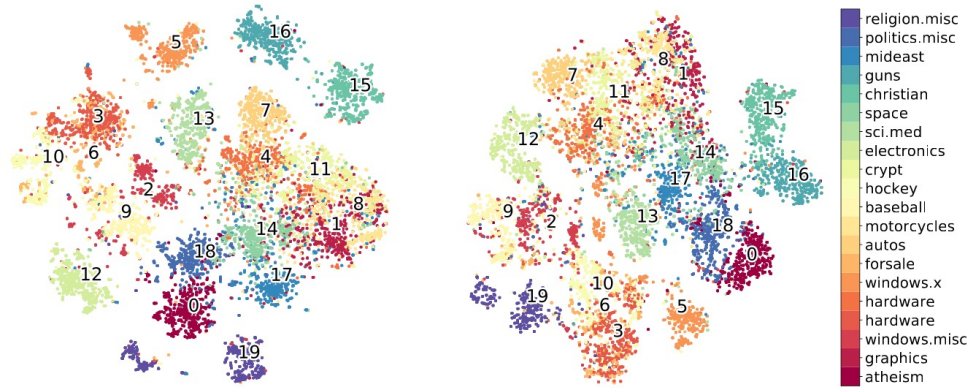 16
5
15
3
7
13
10
6
4
11
2
8
9
1
14
18
12
17
0
19
8
7
1
11
15
4
12
14
17
16
9
2
13
18
0
10
19
6
5
3
religion.misc
politics.misc
mideast
guns
christian
space
sci.med
electronics
crypt
hockey
baseball
motorcycles
autos
forsale
windows.x
hardware
hardware
windows.misc
graphics
atheism